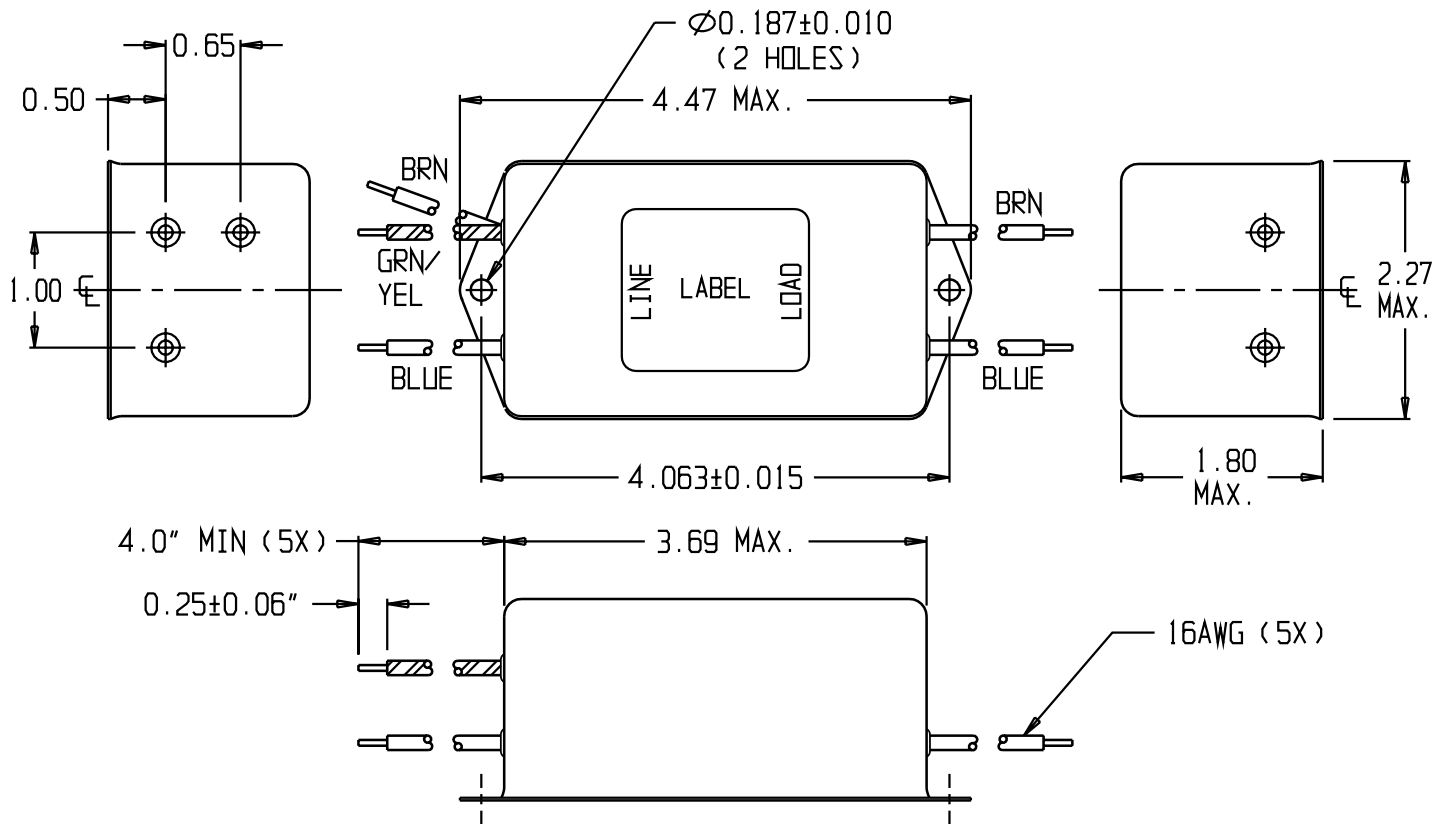 Ø0.187±0.010
(2 HOLES)
0.65
0.50
4.47 MAX.
BRN
BRN
GRN/
YEL
1.00
℄
LINE
LABEL
LOAD
℄
2.27
MAX.
BLUE
BLUE
4.063±0.015
1.80
MAX.
4.0" MIN (5X)
3.69 MAX.
0.25±0.06"
16AWG (5X)